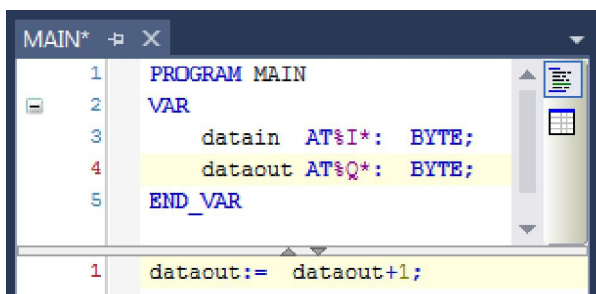 MAIN*
1 PROGRAM MAIN
2 VAR
3 datain AT%I*: BYTE;
4 dataout AT%Q*: BYTE;
5 END_VAR
1 dataout:= dataout+1;